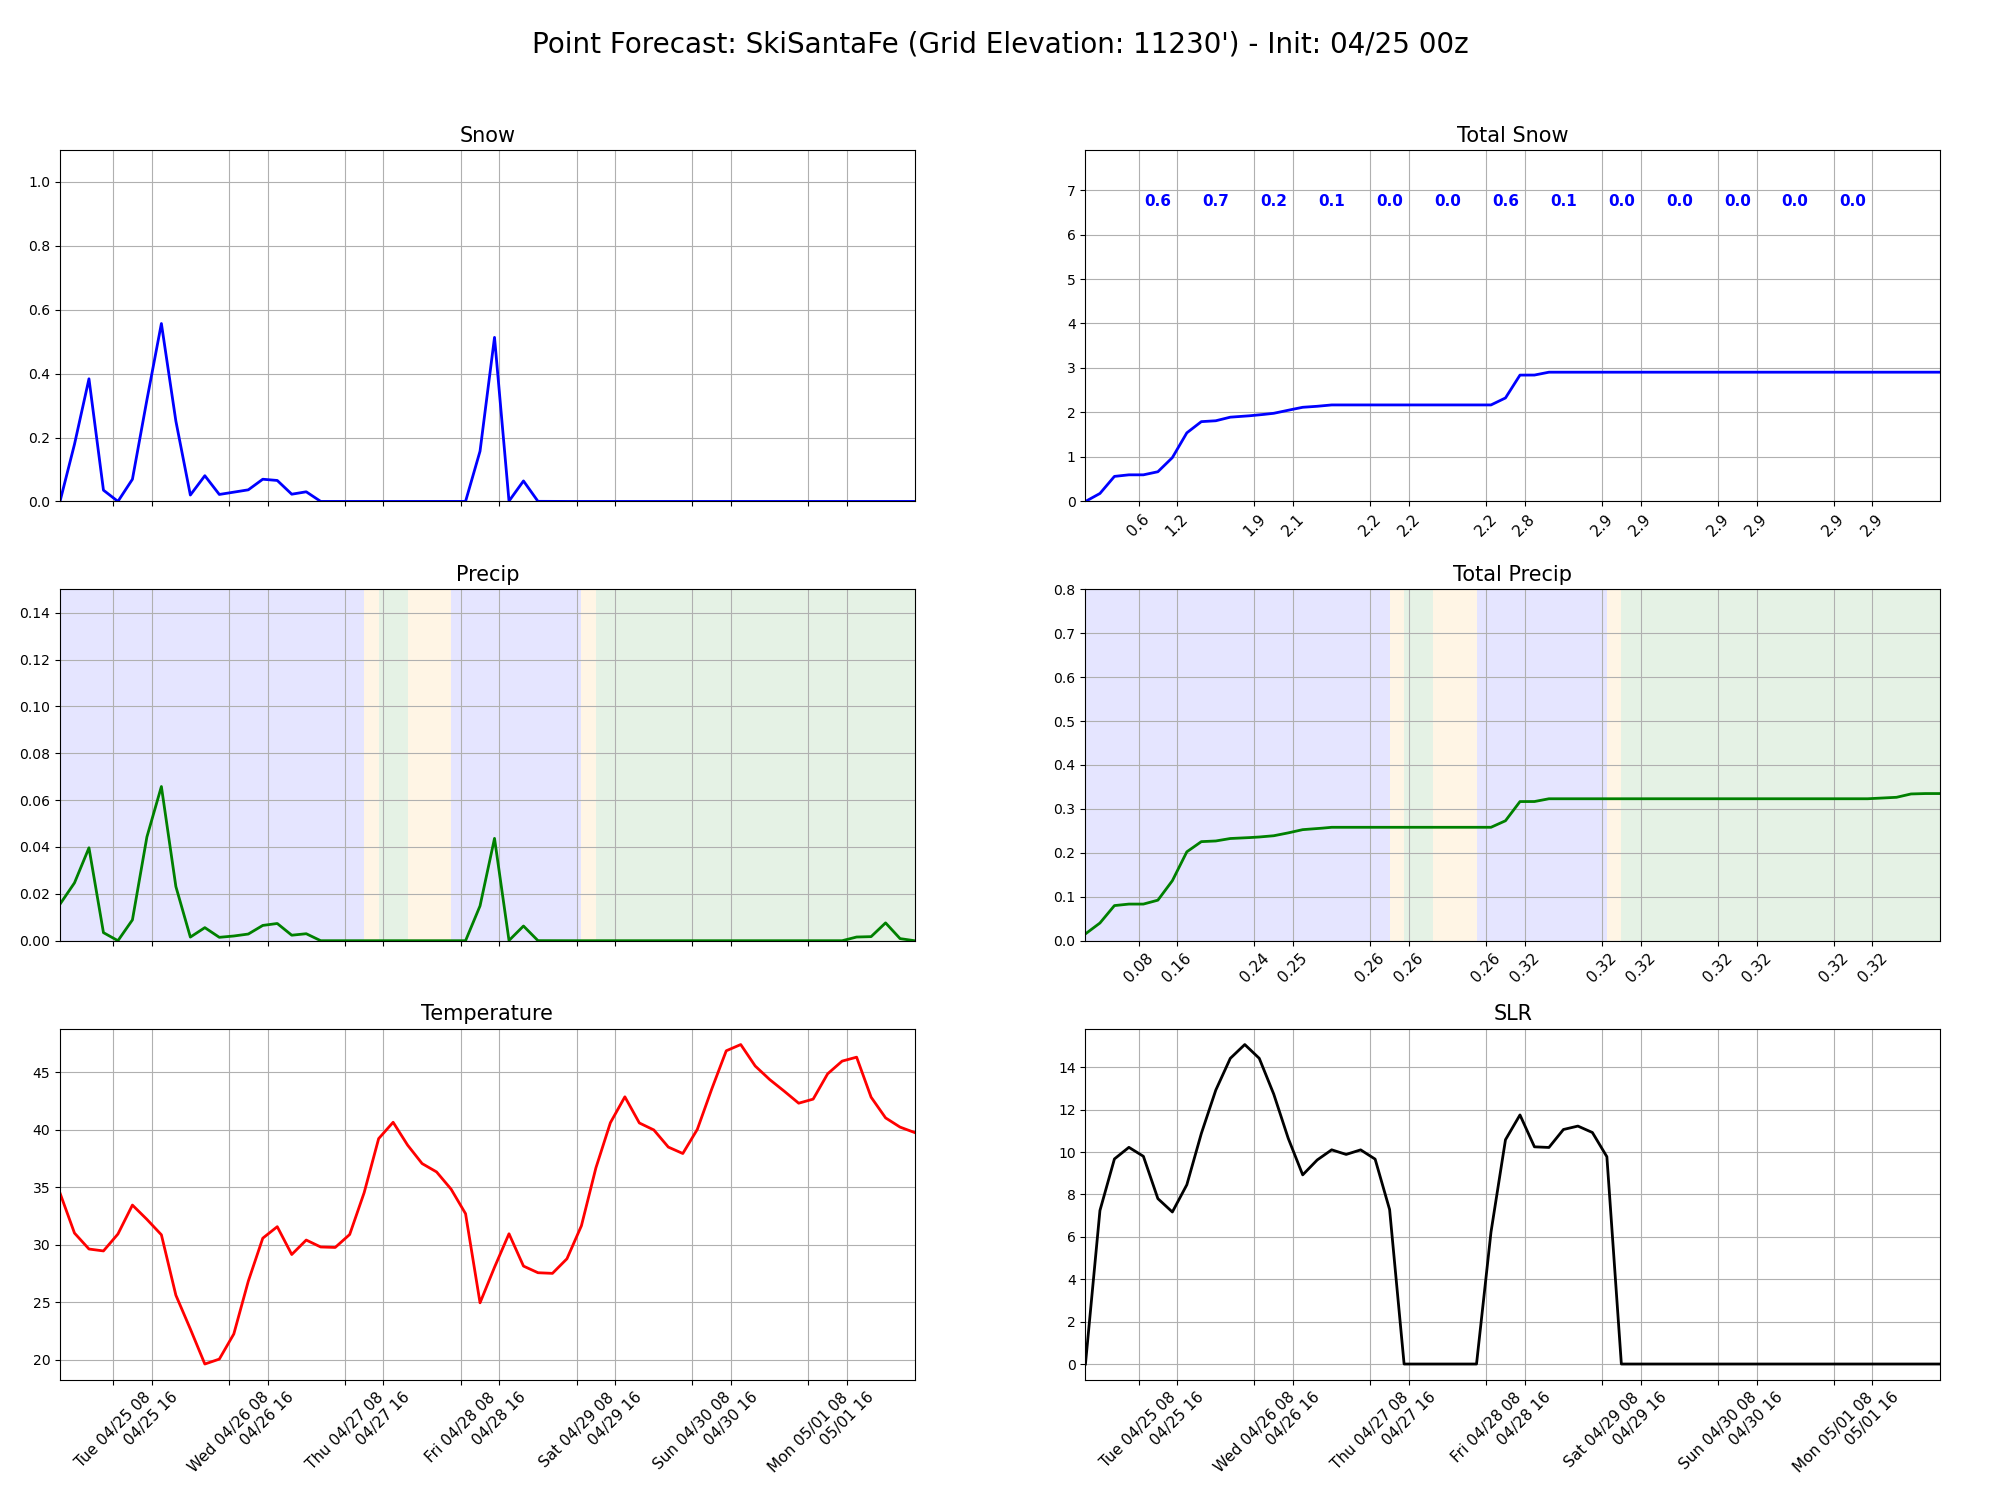 Point Forecast: SkiSantaFe (Grid Elevation: 11230') - Init: 04/25 00z
Snow
1.0
0.8
0.6
0.4
0.2
0.0
Total Snow
7
6
5
4
3
2
1
0
0.6 0.7 0.2 0.1 0.0 0.0 0.6 0.1 0.0 0.0 0.0 0.0 0.0
0.6 1.2 1.9 2.1 2.2 2.2 2.2 2.8 2.9 2.9 2.9 2.9 2.9 2.9
Precip
0.14
0.12
0.10
0.08
0.06
0.04
0.02
0.00
Total Precip
0.8
0.7
0.6
0.5
0.4
0.3
0.2
0.1
0.0
0.08 0.16 0.24 0.25 0.26 0.26 0.26 0.32 0.32 0.32 0.32 0.32 0.32 0.32
Temperature
45
40
35
30
25
20
Tue 04/25 08
04/25 16
Wed 04/26 08
04/26 16
Thu 04/27 08
04/27 16
Fri 04/28 08
04/28 16
Sat 04/29 08
04/29 16
Sun 04/30 08
04/30 16
Mon 05/01 08
05/01 16
SLR
14
12
10
8
6
4
2
0
Tue 04/25 08
04/25 16
Wed 04/26 08
04/26 16
Thu 04/27 08
04/27 16
Fri 04/28 08
04/28 16
Sat 04/29 08
04/29 16
Sun 04/30 08
04/30 16
Mon 05/01 08
05/01 16